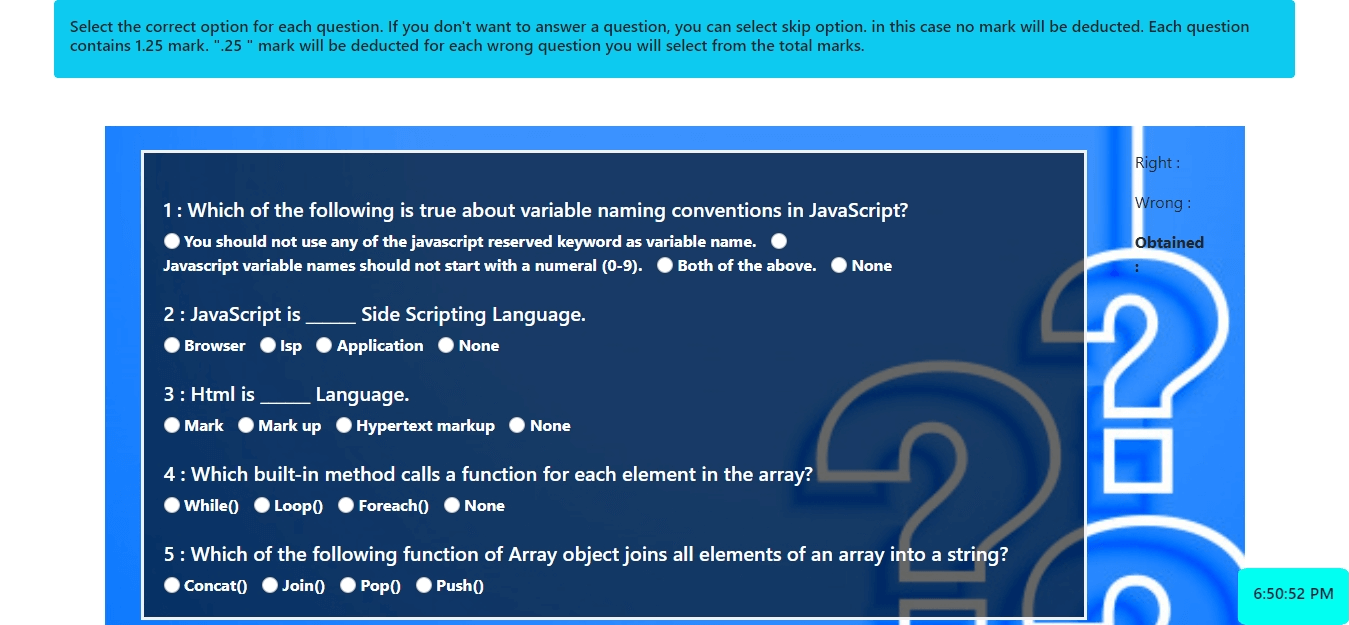 Select the correct option for each question. If you don't want to answer a question, you can select skip option. in this case no mark will be deducted. Each question
contains 1.25 mark. ".25 " mark will be deducted for each wrong question you will select from the total marks.
1 : Which of the following is true about variable naming conventions in JavaScript?
You should not use any of the javascript reserved keyword as variable name.
Javascript variable names should not start with a numeral (0-9). Both of the above. None
2 : JavaScript is _____ Side Scripting Language.
Browser Isp Application None
3 : Html is _____ Language.
Mark Mark up Hypertext markup None
4 : Which built-in method calls a function for each element in the array?
While() Loop() Foreach() None
5 : Which of the following function of Array object joins all elements of an array into a string?
Concat() Join() Pop() Push()
Right :
Wrong :
Obtained
:
6:50:52 PM